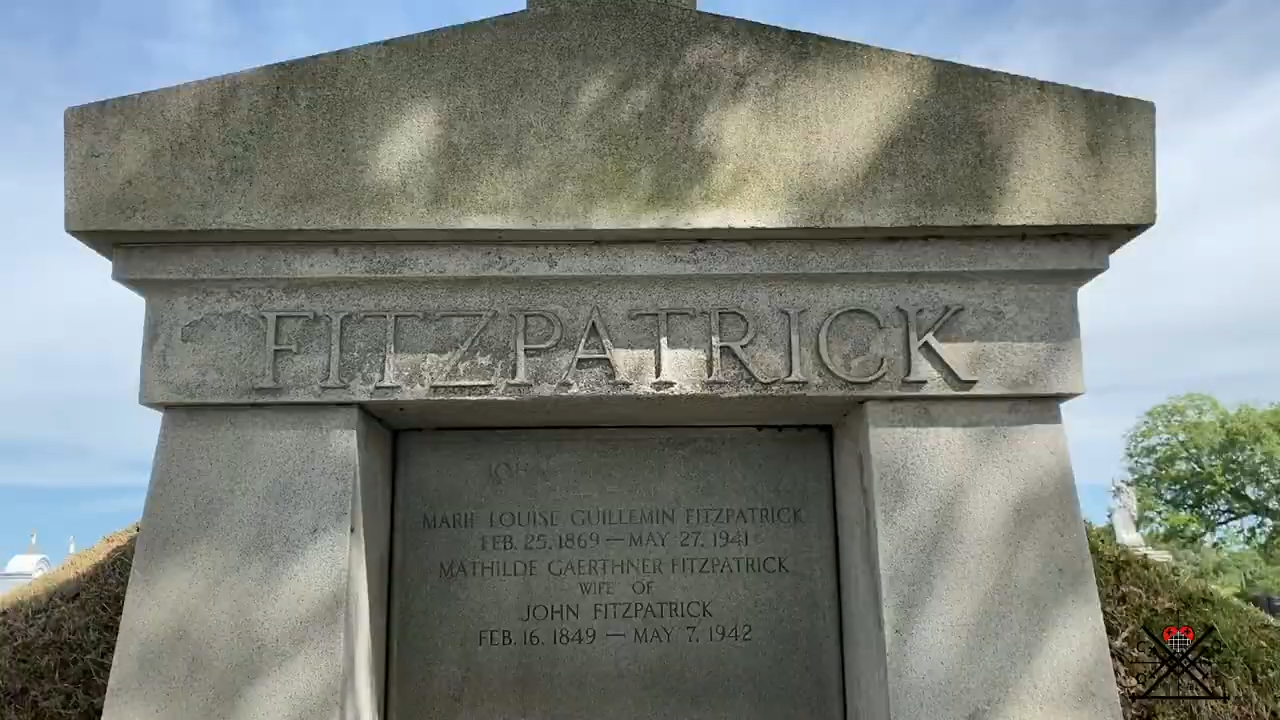 FITZPATRICK
MARIE LOUISE GUILLEMIN FITZPATRICK
FEB. 25, 1869 — MAY 27, 1941
MATHILDE GAERTHNER FITZPATRICK
WIFE OF
JOHN FITZPATRICK
FEB. 16, 1849 — MAY 7, 1942